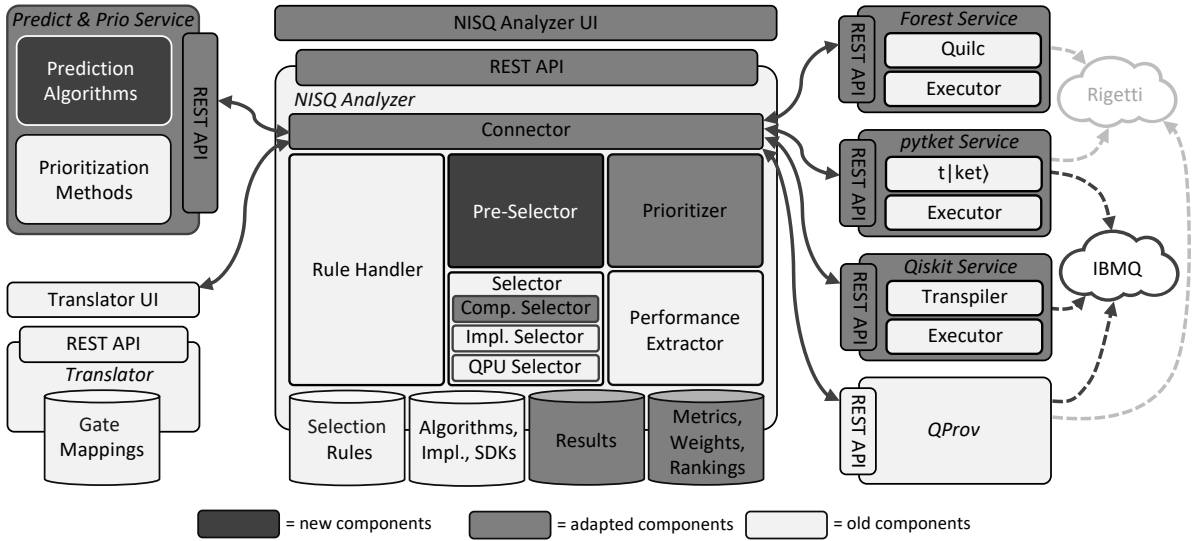 Predict & Prio Service
Prediction
Algorithms
Prioritization
Methods
REST API
Translator UI
REST API
Translator
Gate
Mappings
NISQ Analyzer UI
REST API
NISQ Analyzer
Connector
Rule Handler
Pre-Selector
Prioritizer
Selector
Comp. Selector
Impl. Selector
QPU Selector
Performance
Extractor
Selection
Rules
Algorithms,
Impl., SDKs
Results
Metrics,
Weights,
Rankings
Forest Service
REST API
Quilc
Executor
pytket Service
REST API
t|ket⟩
Executor
Qiskit Service
REST API
Transpiler
Executor
REST API
QProv
Rigetti
IBMQ
= new components
= adapted components
= old components